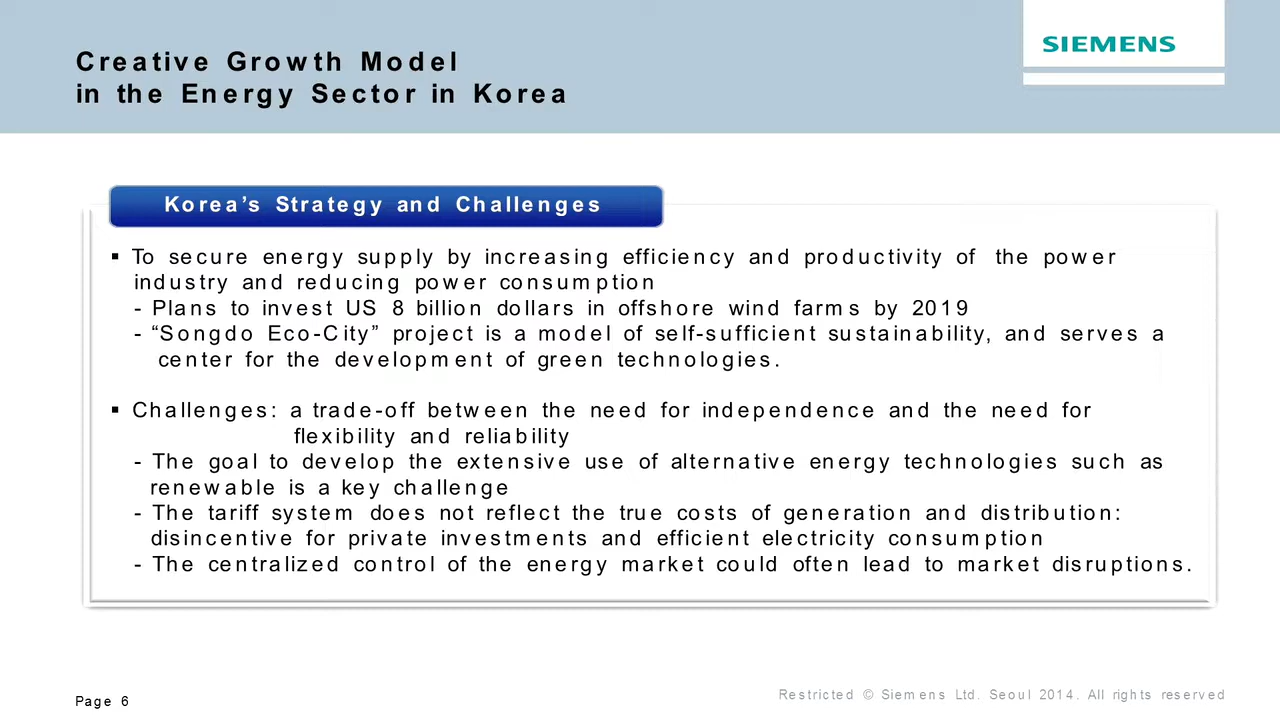 Creative Growth Model
in the Energy Sector in Korea
SIEMENS
Korea’s Strategy and Challenges
▪ To secure energy supply by increasing efficiency and productivity of the power
industry and reducing power consumption
- Plans to invest US 8 billion dollars in offshore wind farms by 2019
- “Songdo Eco-City” project is a model of self-sufficient sustainability, and serves a
center for the development of green technologies.
▪ Challenges: a trade-off between the need for independence and the need for
flexibility and reliability
- The goal to develop the extensive use of alternative energy technologies such as
renewable is a key challenge
- The tariff system does not reflect the true costs of generation and distribution:
disincentive for private investments and efficient electricity consumption
- The centralized control of the energy market could often lead to market disruptions.
Page 6
Restricted © Siemens Ltd. Seoul 2014. All rights reserved